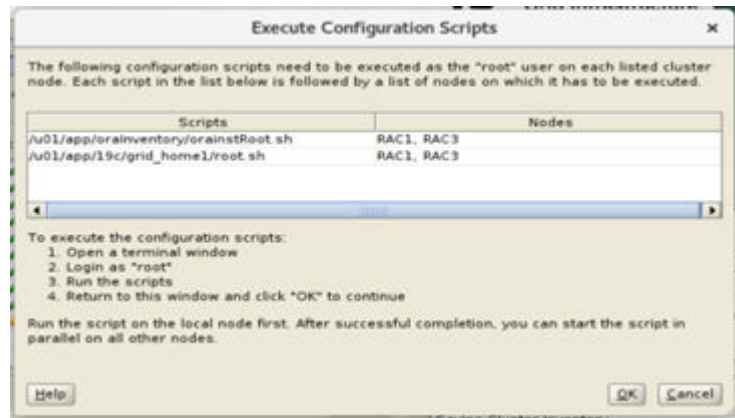 Execute Configuration Scripts
The following configuration scripts need to be executed as the "root" user on each listed cluster
node. Each script in the list below is followed by a list of nodes on which it has to be executed.
Scripts Nodes
/u01/app/oraInventory/orainstRoot.sh RAC1, RAC3
/u01/app/19c/grid_home1/root.sh RAC1, RAC3
To execute the configuration scripts:
1. Open a terminal window
2. Login as "root"
3. Run the scripts
4. Return to this window and click "OK" to continue
Run the script on the local node first. After successful completion, you can start the script in
parallel on all other nodes.
Help OK Cancel